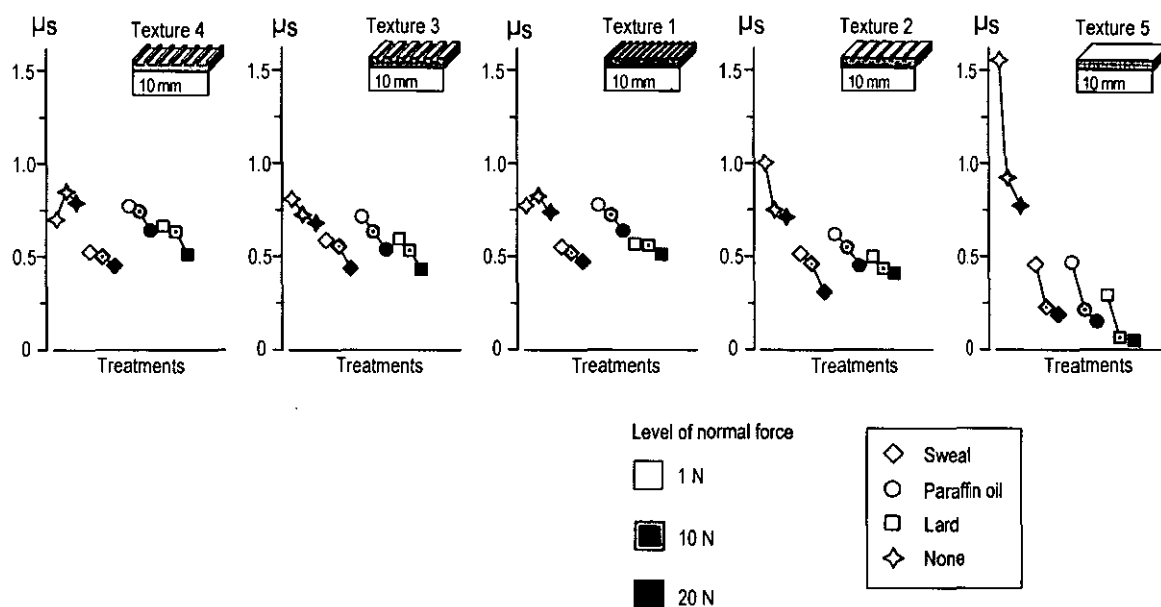 μs Texture 4
10 mm
1.5
1.0
0.5
0
Treatments
μs Texture 3
10 mm
1.5
1.0
0.5
0
Treatments
μs Texture 1
10 mm
1.5
1.0
0.5
0
Treatments
μs Texture 2
10 mm
1.5
1.0
0.5
0
Treatments
μs Texture 5
10 mm
1.5
1.0
0.5
0
Treatments
Level of normal force
1 N
10 N
20 N
Sweat
Paraffin oil
Lard
None